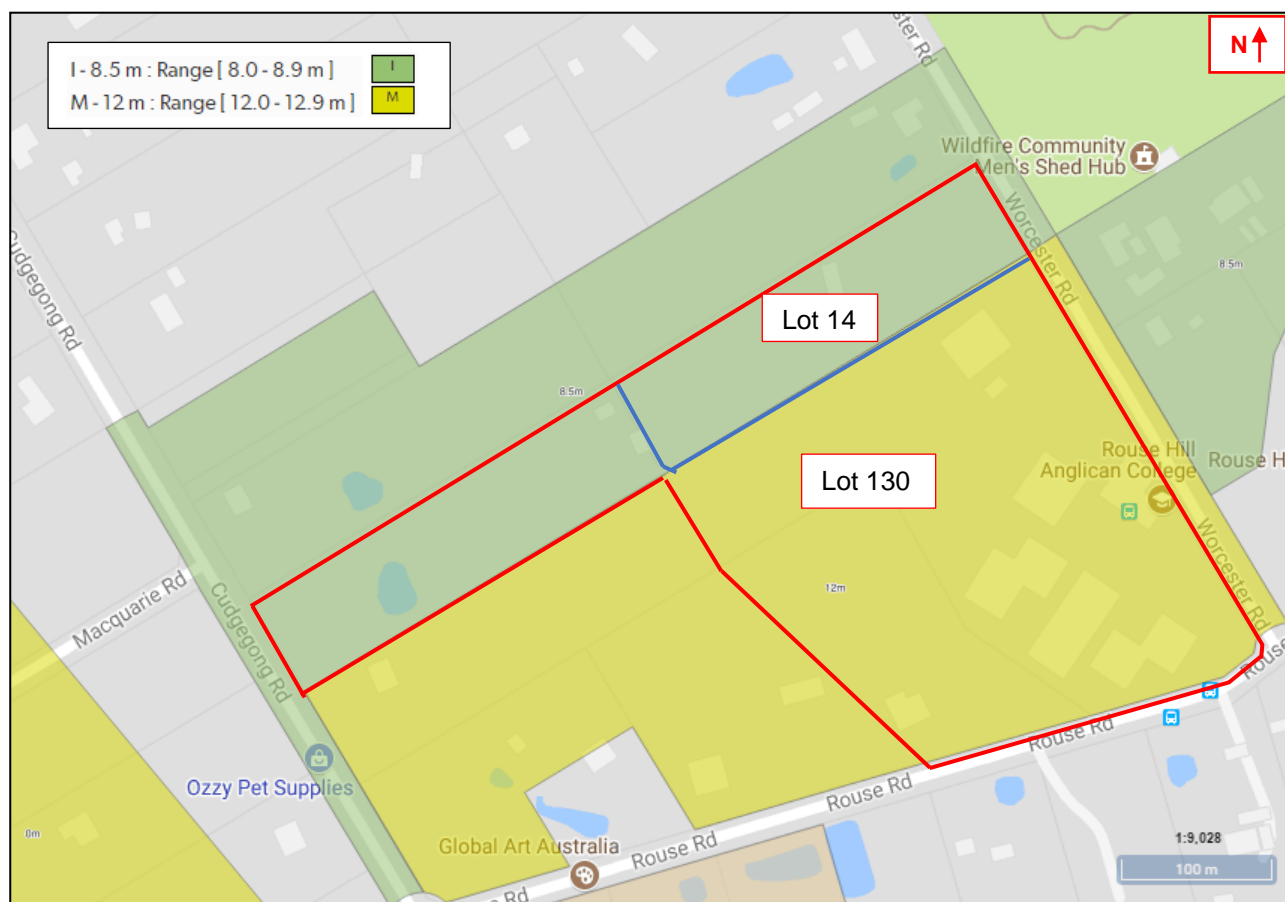 I - 8.5 m : Range [ 8.0 - 8.9 m ]
I
M - 12 m : Range [ 12.0 - 12.9 m ]
M
N
Worcester Rd
Wildfire Community
Men's Shed Hub
Cudgegong Rd
Worcester Rd
8.5m
Lot 14
8.5m
Rouse Hill
Anglican College
Rouse H
Lot 130
Macquarie Rd
Cudgegong Rd
12m
Worcester Rd
Rouse
Rouse Rd
Ozzy Pet Supplies
Rouse Rd
0m
Global Art Australia
Rouse Rd
1:9,028
100 m
Rd